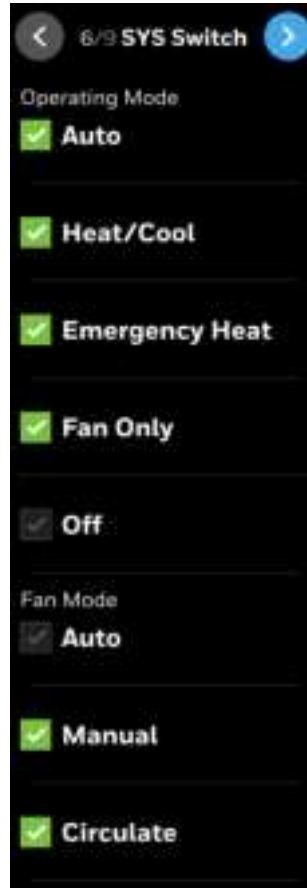 6/9 SYS Switch
Operating Mode
Auto
Heat/Cool
Emergency Heat
Fan Only
Off
Fan Mode
Auto
Manual
Circulate